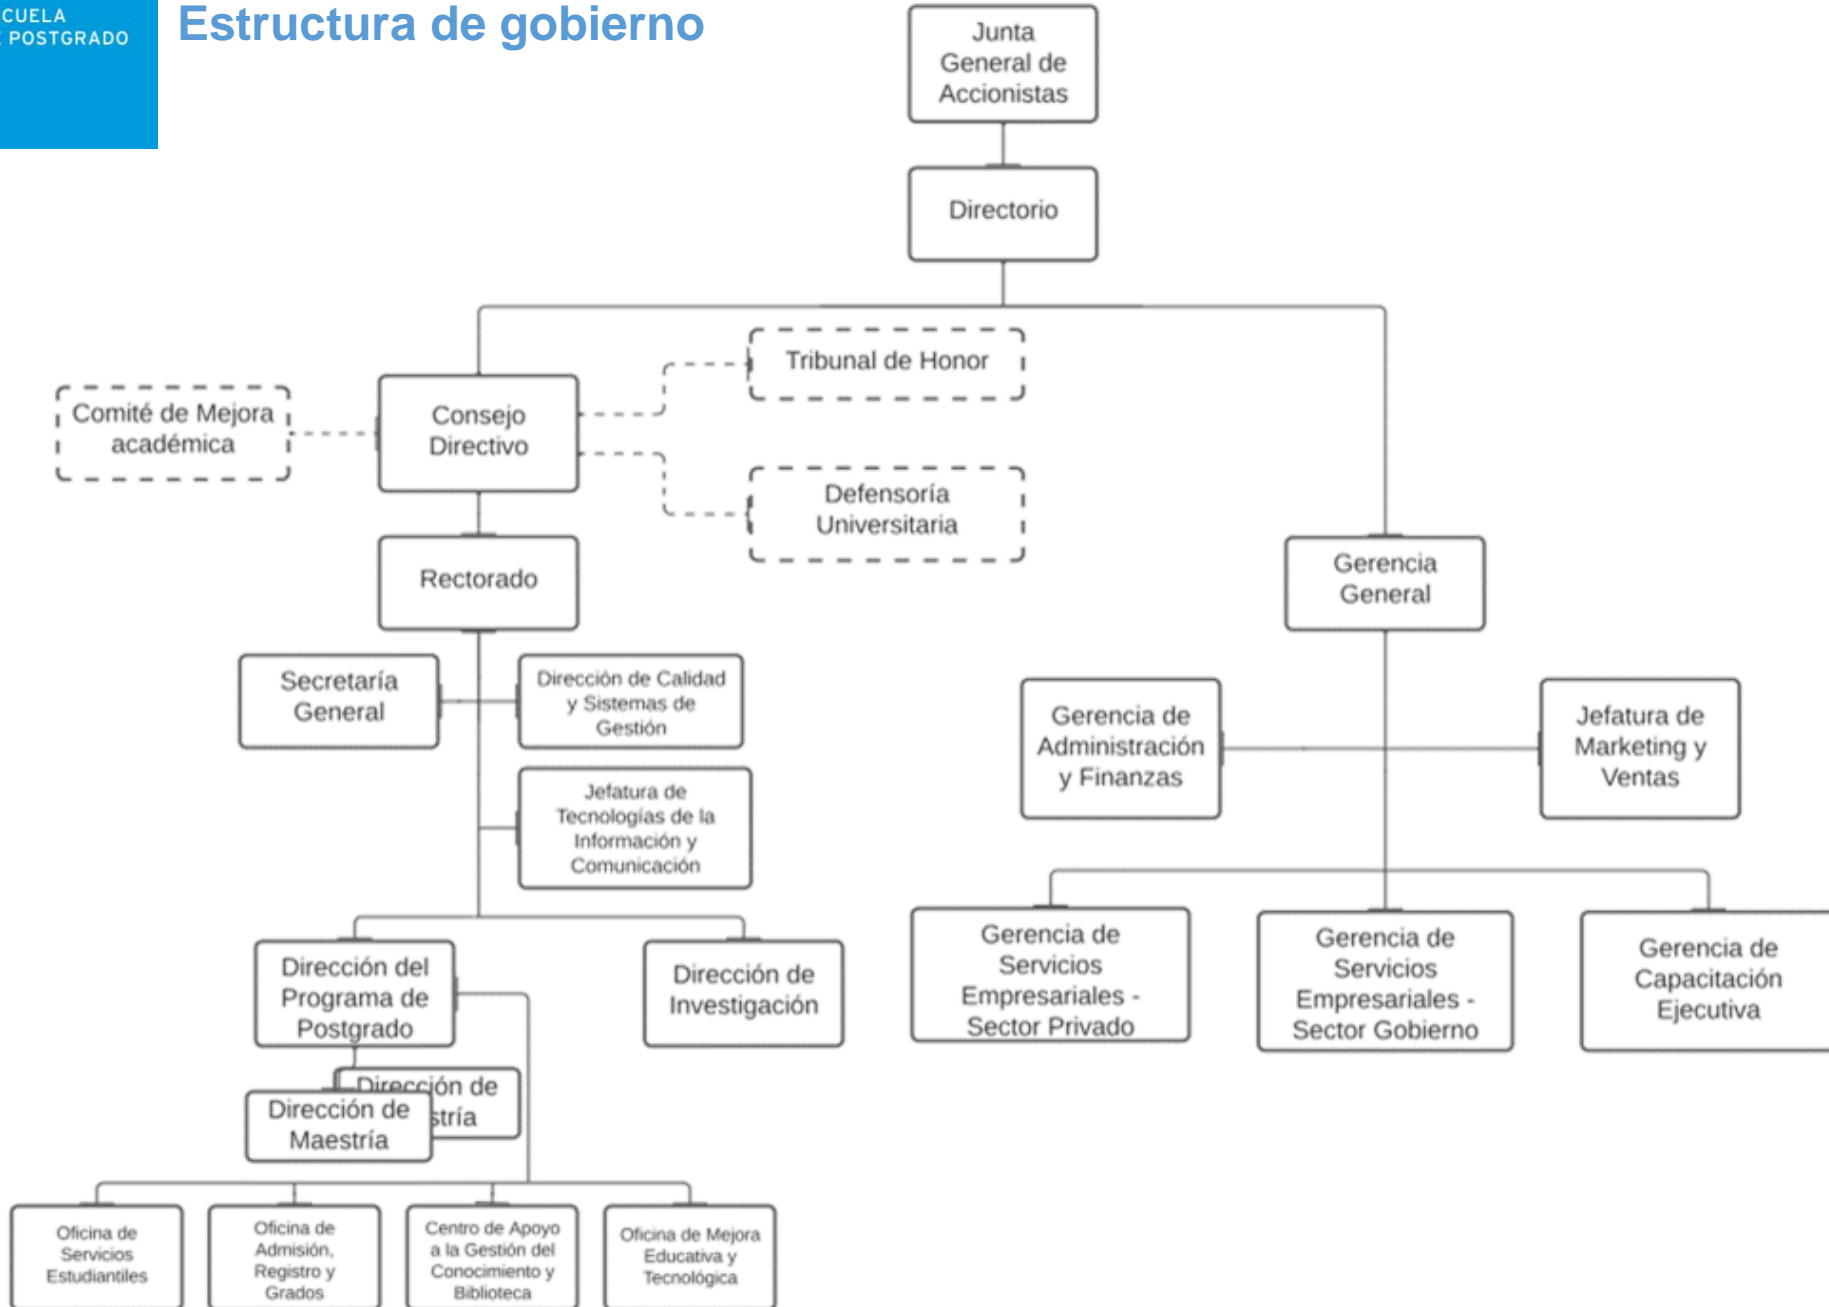 CUELA
POSTGRADO
Estructura de gobierno
Junta
General de
Accionistas
Directorio
Tribunal de Honor
Comité de Mejora
académica
Consejo
Directivo
Defensoría
Universitaria
Rectorado
Gerencia
General
Secretaría
General
Dirección de Calidad
y Sistemas de
Gestión
Gerencia de
Administración
y Finanzas
Jefatura de
Marketing y
Ventas
Jefatura de
Tecnologías de la
Información y
Comunicación
Dirección del
Programa de
Postgrado
Dirección de
Investigación
Gerencia de
Servicios
Empresariales -
Sector Privado
Gerencia de
Servicios
Empresariales -
Sector Gobierno
Gerencia de
Capacitación
Ejecutiva
Dirección de
stría
Dirección de
Maestría
Oficina de
Servicios
Estudiantiles
Oficina de
Admisión,
Registro y
Grados
Centro de Apoyo
a la Gestión del
Conocimiento y
Biblioteca
Oficina de Mejora
Educativa y
Tecnológica